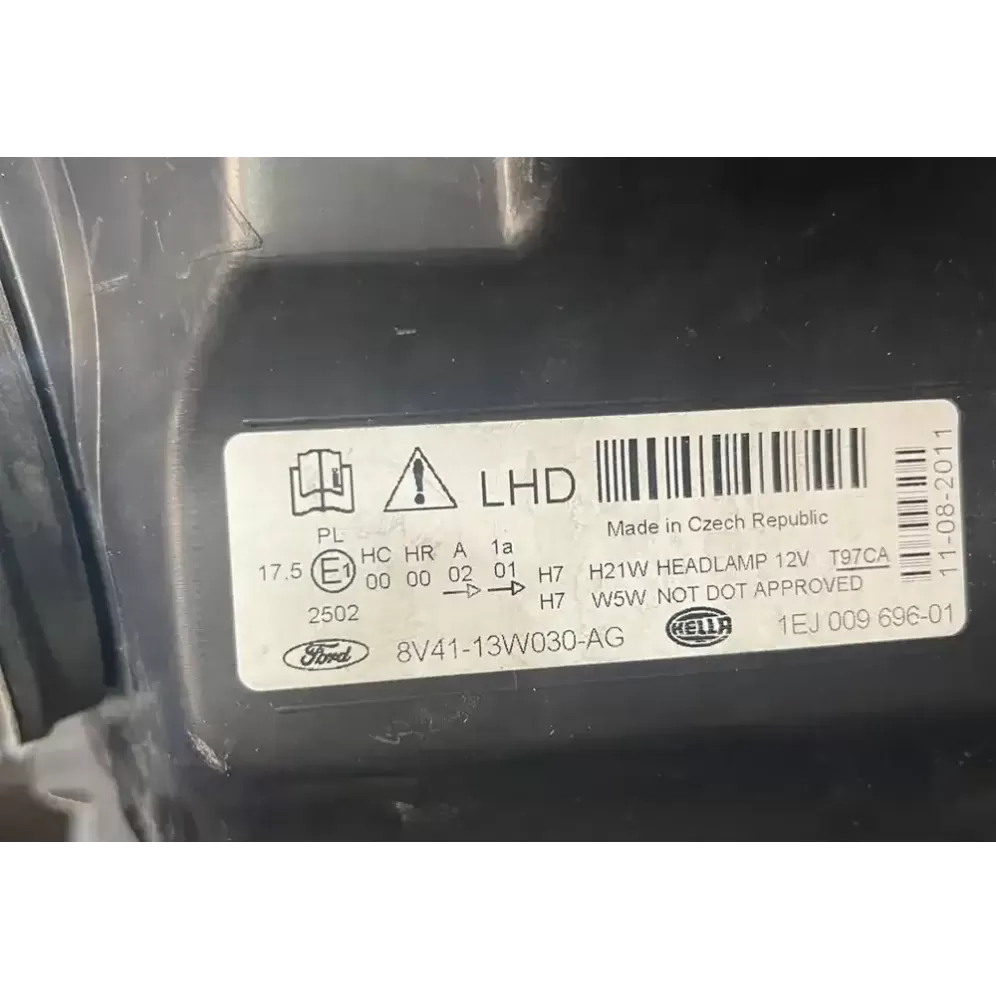 LHD
Made in Czech Republic
PL
17.5 E1 HC HR A 1a
00 00 02 01
H7 H21W HEADLAMP 12V T97CA
H7 W5W NOT DOT APPROVED
2502
Ford 8V41-13W030-AG HELLA 1EJ 009 696-01
11-08-2011